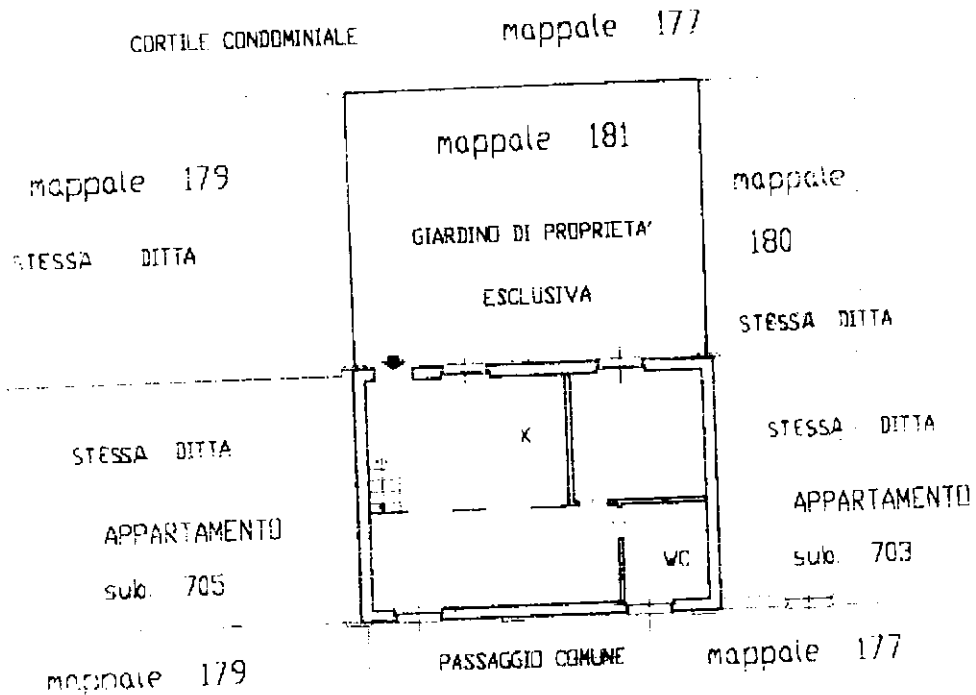 CORTILE CONDOMINIALE
mappale 177
mappale 181
mappale 179
mappale
180
STESSA DITTA
GIARDINO DI PROPRIETA'
ESCLUSIVA
STESSA DITTA
K
STESSA DITTA
STESSA DITTA
APPARTAMENTO
sub. 705
APPARTAMENTO
sub. 703
WC
PASSAGGIO COMUNE
mappale 177
mappale 179